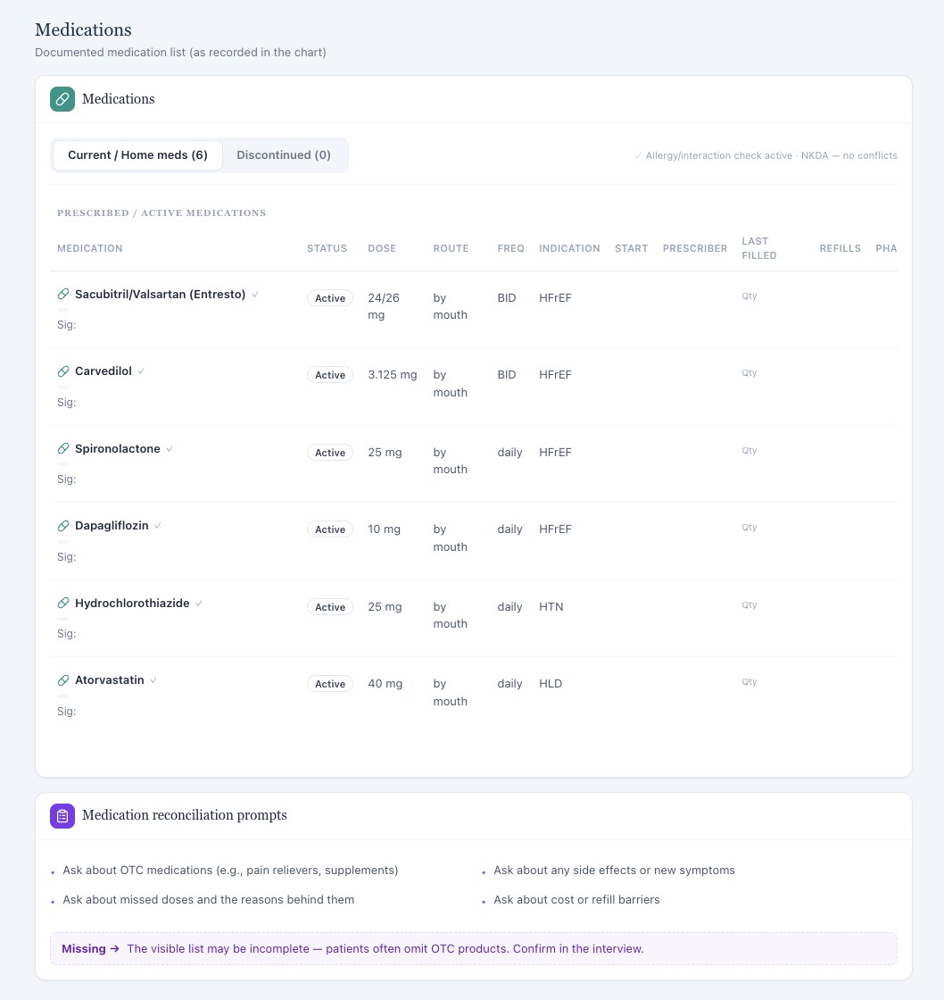 Medications
Documented medication list (as recorded in the chart)
Medications
Current / Home meds (6)
Discontinued (0)
✓ Allergy/interaction check active · NKDA — no conflicts
PRESCRIBED / ACTIVE MEDICATIONS
MEDICATION STATUS DOSE ROUTE FREQ INDICATION START PRESCRIBER LAST FILLED REFILLS PHA
Sacubitril/Valsartan (Entresto) ✓ Active 24/26 mg by mouth BID HFrEF Qty
Sig:
Carvedilol ✓ Active 3.125 mg by mouth BID HFrEF Qty
Sig:
Spironolactone ✓ Active 25 mg by mouth daily HFrEF Qty
Sig:
Dapagliflozin ✓ Active 10 mg by mouth daily HFrEF Qty
Sig:
Hydrochlorothiazide ✓ Active 25 mg by mouth daily HTN Qty
Sig:
Atorvastatin ✓ Active 40 mg by mouth daily HLD Qty
Sig:
Medication reconciliation prompts
• Ask about OTC medications (e.g., pain relievers, supplements)
• Ask about any side effects or new symptoms
• Ask about missed doses and the reasons behind them
• Ask about cost or refill barriers
Missing → The visible list may be incomplete — patients often omit OTC products. Confirm in the interview.